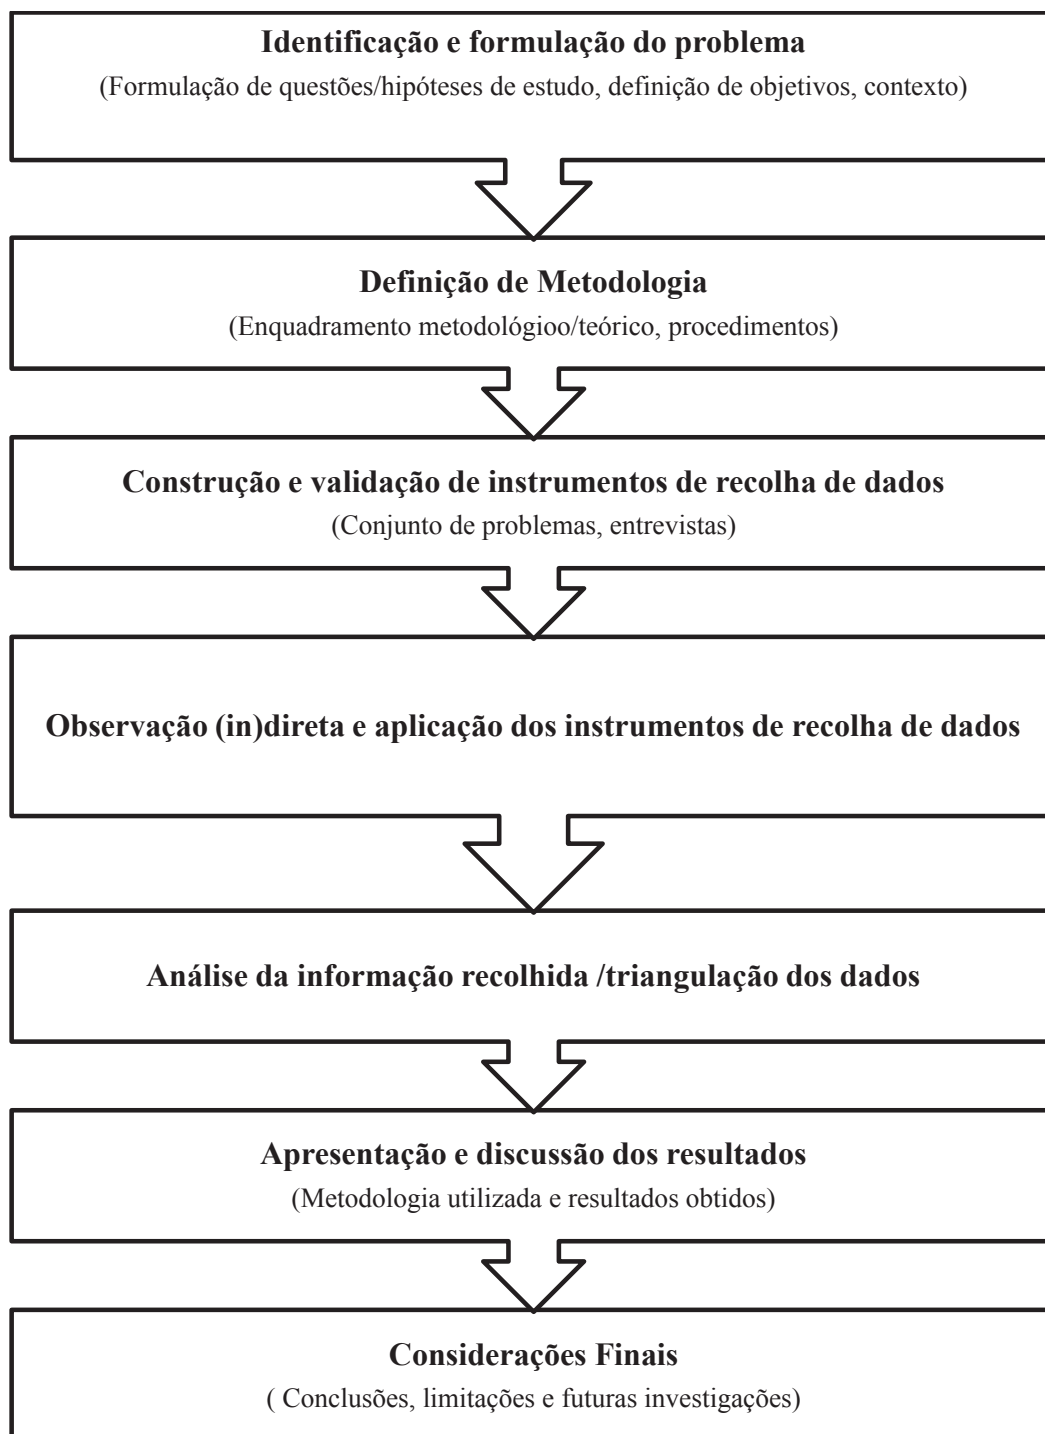 Identificação e formulação do problema
(Formulação de questões/hipóteses de estudo, definição de objetivos, contexto)
Definição de Metodologia
(Enquadramento metodológioo/teórico, procedimentos)
Construção e validação de instrumentos de recolha de dados
(Conjunto de problemas, entrevistas)
Observação (in)direta e aplicação dos instrumentos de recolha de dados
Análise da informação recolhida /triangulação dos dados
Apresentação e discussão dos resultados
(Metodologia utilizada e resultados obtidos)
Considerações Finais
( Conclusões, limitações e futuras investigações)